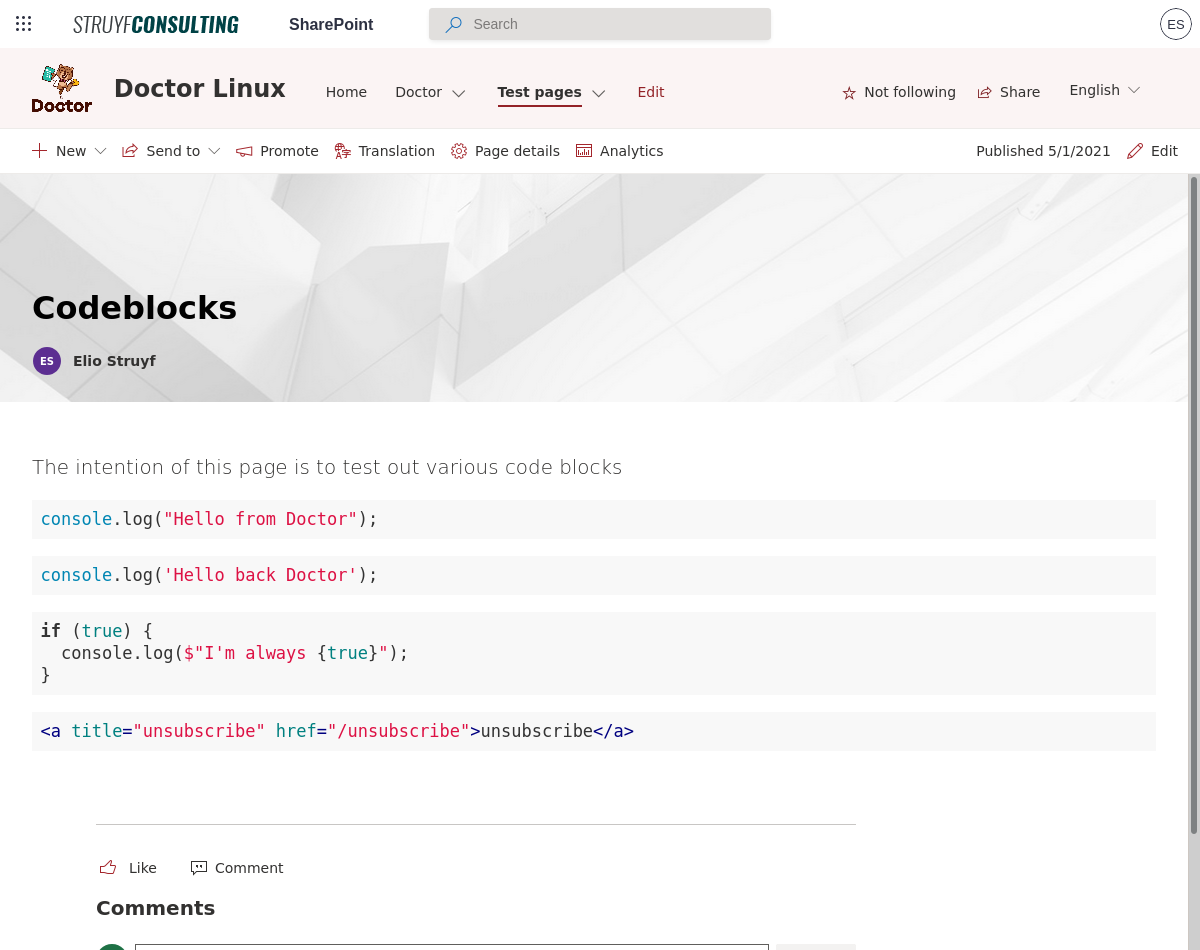 STRUYFCONSULTING SharePoint Search ES
Doctor Doctor Linux Home Doctor Test pages Edit Not following Share English
New Send to Promote Translation Page details Analytics Published 5/1/2021 Edit
Codeblocks
ES Elio Struyf
The intention of this page is to test out various code blocks
console.log("Hello from Doctor");
console.log('Hello back Doctor');
if (true) {
  console.log($"I'm always {true}");
}
<a title="unsubscribe" href="/unsubscribe">unsubscribe</a>
Like Comment
Comments